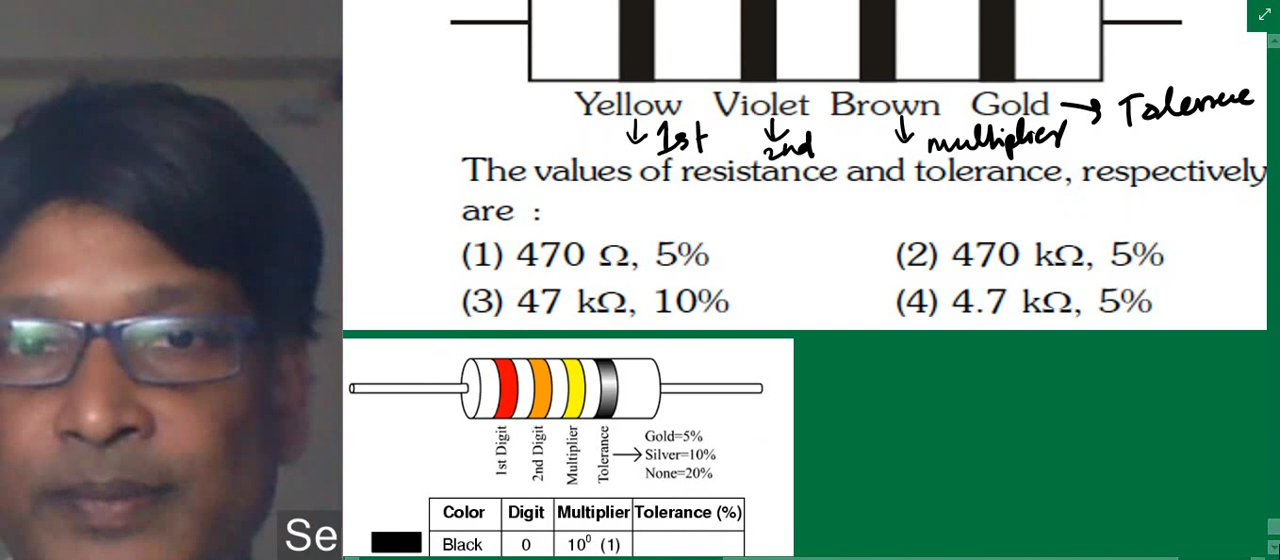 Yellow Violet Brown Gold → Tolerance
↓ 1st ↓ 2nd ↓ multiplier
The values of resistance and tolerance, respectively
are :
(1) 470 Ω, 5% (2) 470 kΩ, 5%
(3) 47 kΩ, 10% (4) 4.7 kΩ, 5%
1st Digit
2nd Digit
Multiplier
Tolerance
Gold=5%
Silver=10%
None=20%
Color Digit Multiplier Tolerance (%)
Black 0 10⁰ (1)
Se